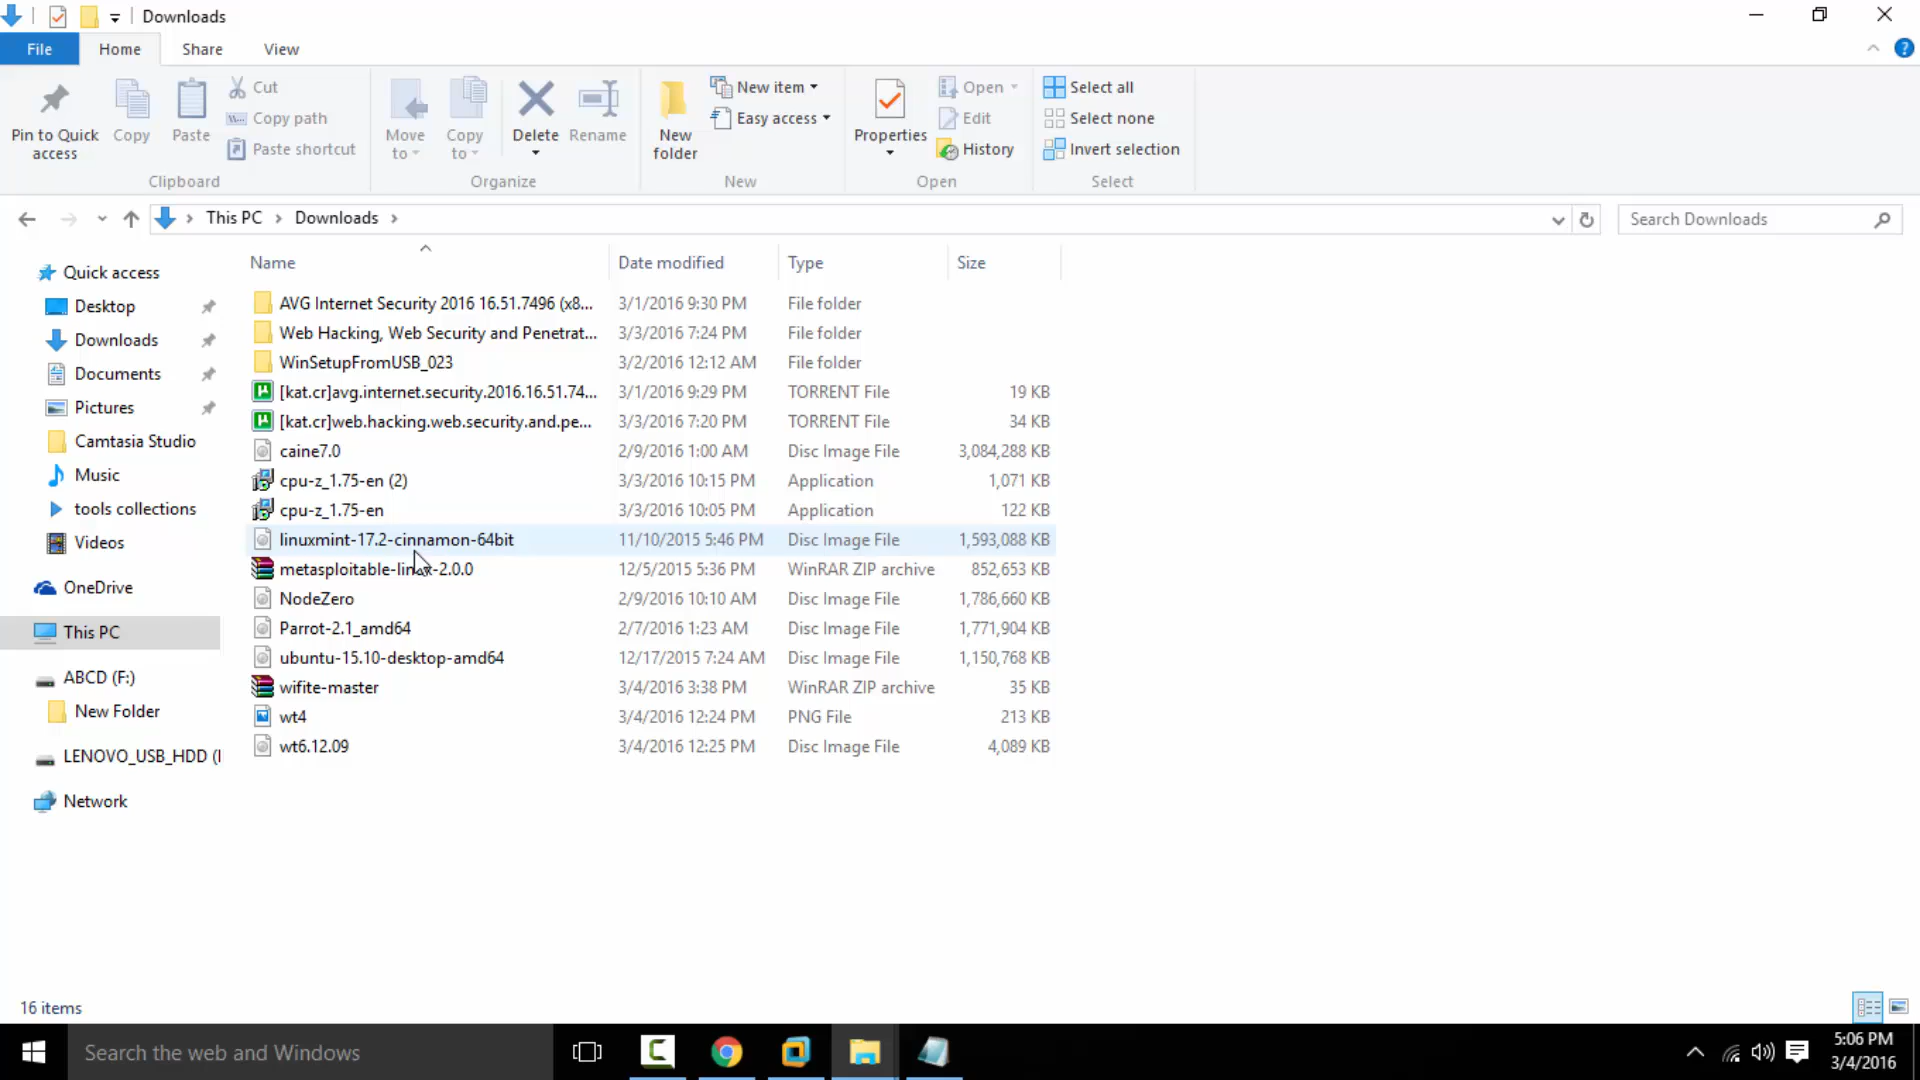 Downloads
File Home Share View
Pin to Quick access
Copy
Paste
Cut
Copy path
Paste shortcut
Clipboard
Move to
Copy to
Delete
Rename
Organize
New folder
New item
Easy access
New
Properties
Open
Edit
History
Open
Select all
Select none
Invert selection
Select
This PC Downloads
Search Downloads
Quick access
Desktop
Downloads
Documents
Pictures
Camtasia Studio
Music
tools collections
Videos
OneDrive
This PC
ABCD (F:)
New Folder
LENOVO_USB_HDD (
Network
Name Date modified Type Size
AVG Internet Security 2016 16.51.7496 (x8... 3/1/2016 9:30 PM File folder
Web Hacking, Web Security and Penetrat... 3/3/2016 7:24 PM File folder
WinSetupFromUSB_023 3/2/2016 12:12 AM File folder
[kat.cr]avg.internet.security.2016.16.51.74... 3/1/2016 9:29 PM TORRENT File 19 KB
[kat.cr]web.hacking.web.security.and.pe... 3/3/2016 7:20 PM TORRENT File 34 KB
caine7.0 2/9/2016 1:00 AM Disc Image File 3,084,288 KB
cpu-z_1.75-en (2) 3/3/2016 10:15 PM Application 1,071 KB
cpu-z_1.75-en 3/3/2016 10:05 PM Application 122 KB
linuxmint-17.2-cinnamon-64bit 11/10/2015 5:46 PM Disc Image File 1,593,088 KB
metasploitable-linux-2.0.0 12/5/2015 5:36 PM WinRAR ZIP archive 852,653 KB
NodeZero 2/9/2016 10:10 AM Disc Image File 1,786,660 KB
Parrot-2.1_amd64 2/7/2016 1:23 AM Disc Image File 1,771,904 KB
ubuntu-15.10-desktop-amd64 12/17/2015 7:24 AM Disc Image File 1,150,768 KB
wifite-master 3/4/2016 3:38 PM WinRAR ZIP archive 35 KB
wt4 3/4/2016 12:24 PM PNG File 213 KB
wt6.12.09 3/4/2016 12:25 PM Disc Image File 4,089 KB
16 items
Search the web and Windows
5:06 PM
3/4/2016